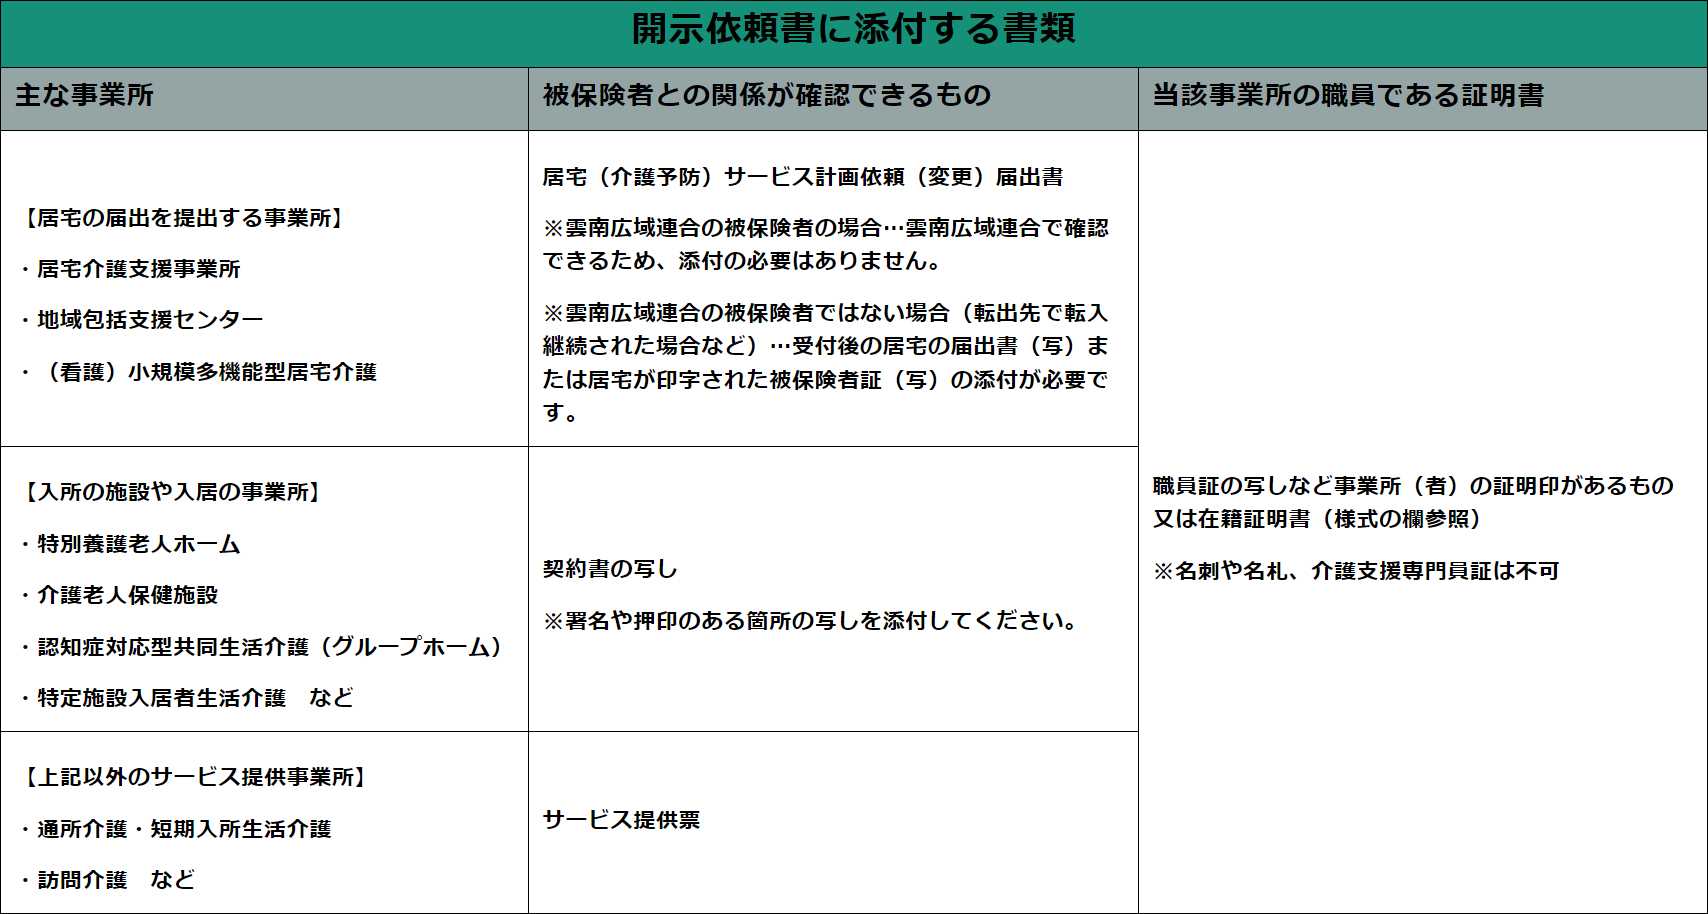 開示依頼書に添付する書類
主な事業所
被保険者との関係が確認できるもの
当該事業所の職員である証明書
【居宅の届出を提出する事業所】
・居宅介護支援事業所
・地域包括支援センター
・（看護）小規模多機能型居宅介護
居宅（介護予防）サービス計画依頼（変更）届出書
※雲南広域連合の被保険者の場合…雲南広域連合で確認
できるため、添付の必要はありません。
※雲南広域連合の被保険者ではない場合（転出先で転入
継続された場合など）…受付後の居宅の届出書（写）ま
たは居宅が印字された被保険者証（写）の添付が必要で
す。
職員証の写しなど事業所（者）の証明印があるもの
又は在籍証明書（様式の欄参照）
※名刺や名札、介護支援専門員証は不可
【入所の施設や入居の事業所】
・特別養護老人ホーム
・介護老人保健施設
・認知症対応型共同生活介護（グループホーム）
・特定施設入居者生活介護　など
契約書の写し
※署名や押印のある箇所の写しを添付してください。
【上記以外のサービス提供事業所】
・通所介護・短期入所生活介護
・訪問介護　など
サービス提供票